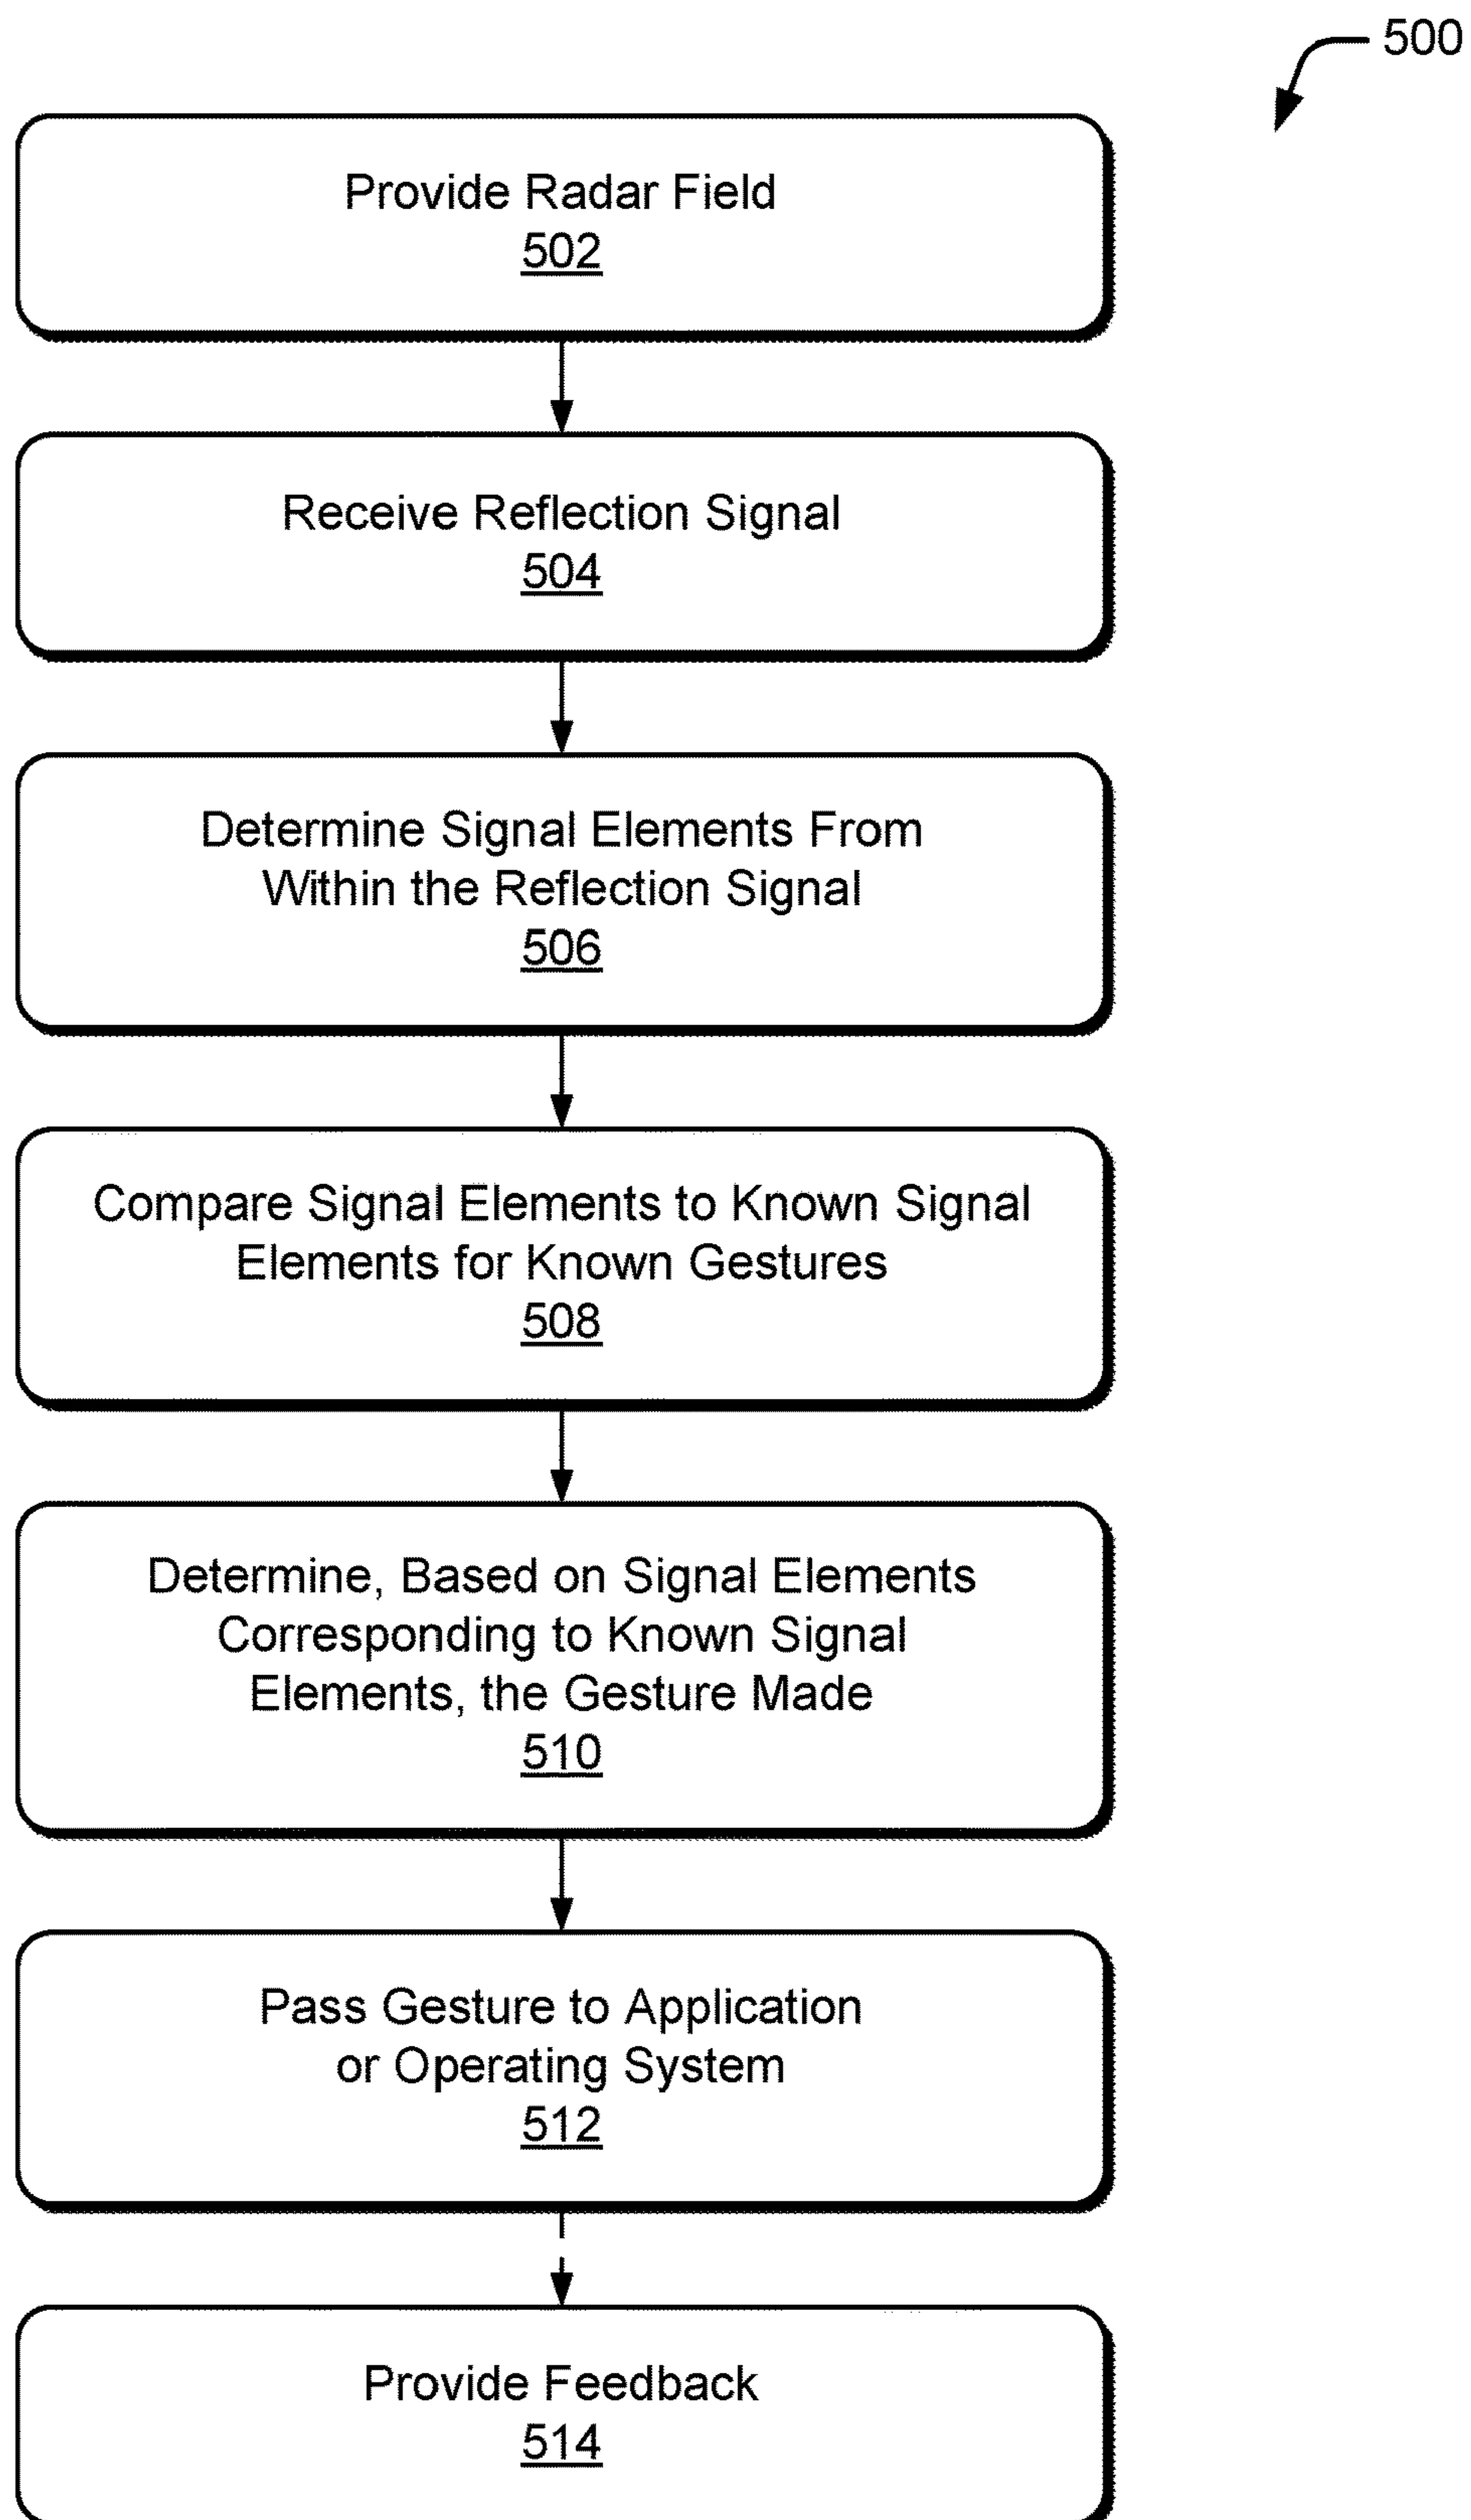 500
Provide Radar Field
502
Receive Reflection Signal
504
Determine Signal Elements From
Within the Reflection Signal
506
Compare Signal Elements to Known Signal
Elements for Known Gestures
508
Determine, Based on Signal Elements
Corresponding to Known Signal
Elements, the Gesture Made
510
Pass Gesture to Application
or Operating System
512
Provide Feedback
514